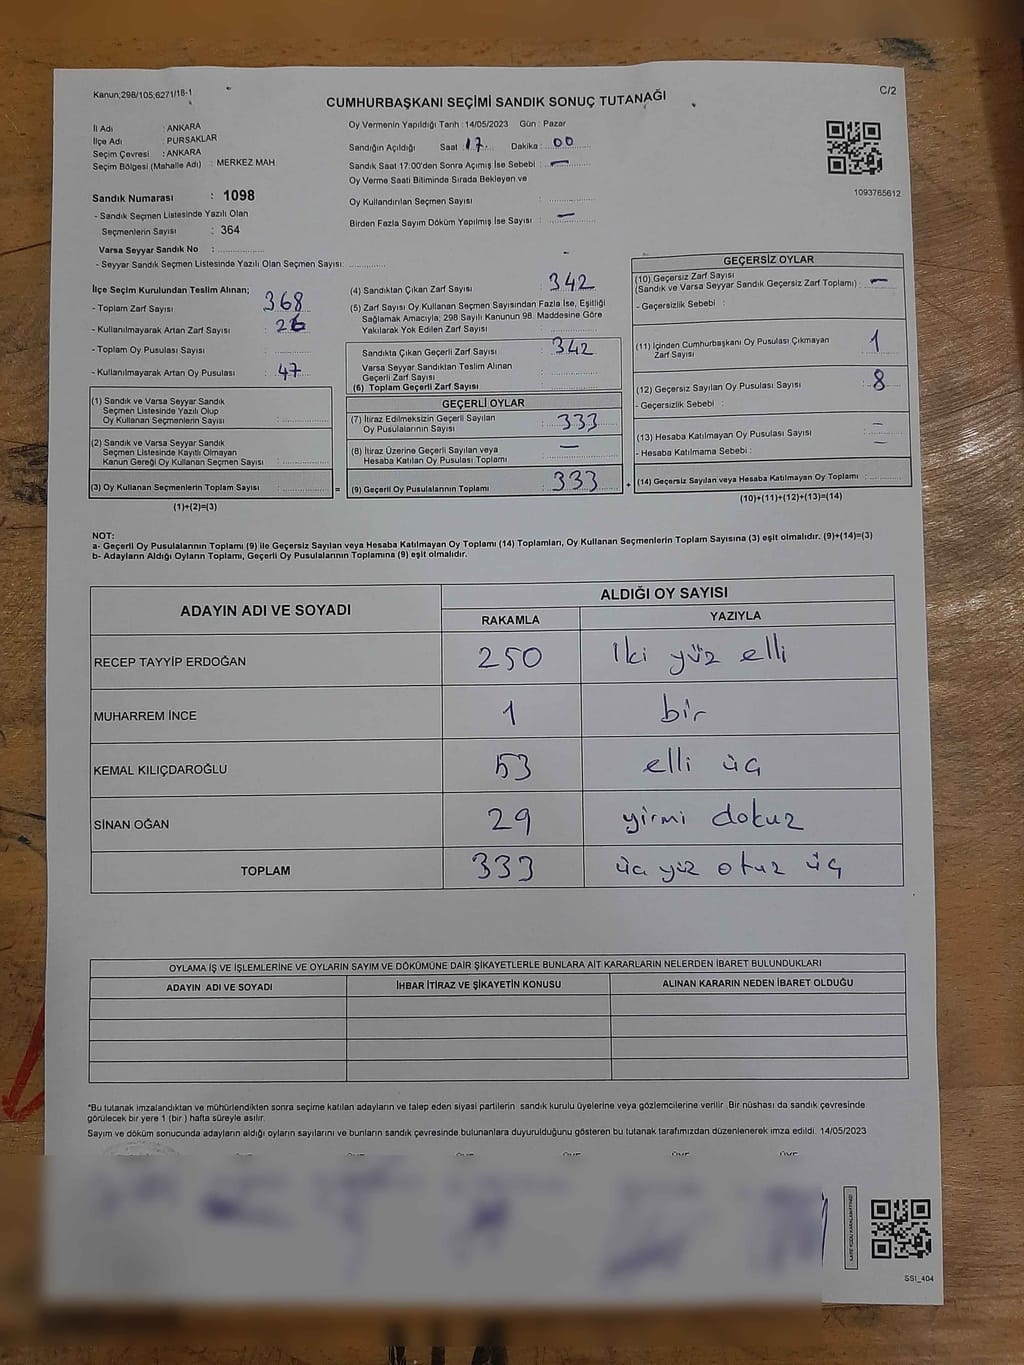 Kanun;298/105;6271/18-1
C/2
CUMHURBAŞKANI SEÇİMİ SANDIK SONUÇ TUTANAĞI
İl Adı : ANKARA
İlçe Adı : PURSAKLAR
Seçim Çevresi : ANKARA
Seçim Bölgesi (Mahalle Adı) : MERKEZ MAH.
Sandık Numarası : 1098
- Sandık Seçmen Listesinde Yazılı Olan
Seçmenlerin Sayısı : 364
Varsa Seyyar Sandık No :
- Seyyar Sandık Seçmen Listesinde Yazılı Olan Seçmen Sayısı:
Oy Vermenin Yapıldığı Tarih :14/05/2023 Gün : Pazar
Sandığın Açıldığı Saat : 17 Dakika : 00
Sandık Saat 17:00'den Sonra Açımış İse Sebebi : —
Oy Verme Saati Bitiminde Sırada Bekleyen ve
Oy Kullandırılan Seçmen Sayısı :
Birden Fazla Sayım Döküm Yapılmış İse Sayısı : —
1093765612
İlçe Seçim Kurulundan Teslim Alınan;
- Toplam Zarf Sayısı : 368
- Kullanılmayarak Artan Zarf Sayısı : 26
- Toplam Oy Pusulası Sayısı :
- Kullanılmayarak Artan Oy Pusulası : 47
(1) Sandık ve Varsa Seyyar Sandık
Seçmen Listesinde Yazılı Olup
Oy Kullanan Seçmenlerin Sayısı :
(2) Sandık ve Varsa Seyyar Sandık
Seçmen Listesinde Kayıtlı Olmayan
Kanun Gereği Oy Kullanan Seçmen Sayısı :
(3) Oy Kullanan Seçmenlerin Toplam Sayısı : =
(1)+(2)=(3)
(4) Sandıktan Çıkan Zarf Sayısı : 342
(5) Zarf Sayısı Oy Kullanan Seçmen Sayısından Fazla İse, Eşitliği
Sağlamak Amacıyla; 298 Sayılı Kanunun 98. Maddesine Göre
Yakılarak Yok Edilen Zarf Sayısı :
Sandıkta Çıkan Geçerli Zarf Sayısı : 342
Varsa Seyyar Sandıktan Teslim Alınan
Geçerli Zarf Sayısı :
(6) Toplam Geçerli Zarf Sayısı :
GEÇERLİ OYLAR
(7) İtiraz Edilmeksizin Geçerli Sayılan
Oy Pusulalarının Sayısı : 333
(8) İtiraz Üzerine Geçerli Sayılan veya
Hesaba Katılan Oy Pusulası Toplamı : —
(9) Geçerli Oy Pusulalarının Toplamı : 333 +
GEÇERSİZ OYLAR
(10) Geçersiz Zarf Sayısı
(Sandık ve Varsa Seyyar Sandık Geçersiz Zarf Toplamı) : —
- Geçersizlik Sebebi :
(11) İçinden Cumhurbaşkanı Oy Pusulası Çıkmayan
Zarf Sayısı : 1
(12) Geçersiz Sayılan Oy Pusulası Sayısı : 8
- Geçersizlik Sebebi :
(13) Hesaba Katılmayan Oy Pusulası Sayısı : —
- Hesaba Katılmama Sebebi : —
(14) Geçersiz Sayılan veya Hesaba Katılmayan Oy Toplamı :
(10)+(11)+(12)+(13)=(14)
NOT:
a- Geçerli Oy Pusulalarının Toplamı (9) ile Geçersiz Sayılan veya Hesaba Katılmayan Oy Toplamı (14) Toplamları, Oy Kullanan Seçmenlerin Toplam Sayısına (3) eşit olmalıdır. (9)+(14)=(3)
b- Adayların Aldığı Oyların Toplamı, Geçerli Oy Pusulalarının Toplamına (9) eşit olmalıdır.
ADAYIN ADI VE SOYADI
ALDIĞI OY SAYISI
RAKAMLA YAZIYLA
RECEP TAYYİP ERDOĞAN 250 İki yüz elli
MUHARREM İNCE 1 bir
KEMAL KILIÇDAROĞLU 53 elli üç
SİNAN OĞAN 29 yirmi dokuz
TOPLAM 333 üç yüz otuz üç
OYLAMA İŞ VE İŞLEMLERİNE VE OYLARIN SAYIM VE DÖKÜMÜNE DAİR ŞİKAYETLERLE BUNLARA AİT KARARLARIN NELERDEN İBARET BULUNDUKLARI
ADAYIN ADI VE SOYADI İHBAR İTİRAZ VE ŞİKAYETİN KONUSU ALINAN KARARIN NEDEN İBARET OLDUĞU
*Bu tutanak imzalandıktan ve mühürlendikten sonra seçime katılan adayların ve talep eden siyasi partilerin sandık kurulu üyelerine veya gözlemcilerine verilir. Bir nüshası da sandık çevresinde
görülecek bir yere 1 (bir ) hafta süreyle asılır.
Sayım ve döküm sonucunda adayların aldığı oyların sayılarını ve bunların sandık çevresinde bulunanlara duyurulduğunu gösteren bu tutanak tarafımızdan düzenlenerek imza edildi. 14/05/2023
SSI_404